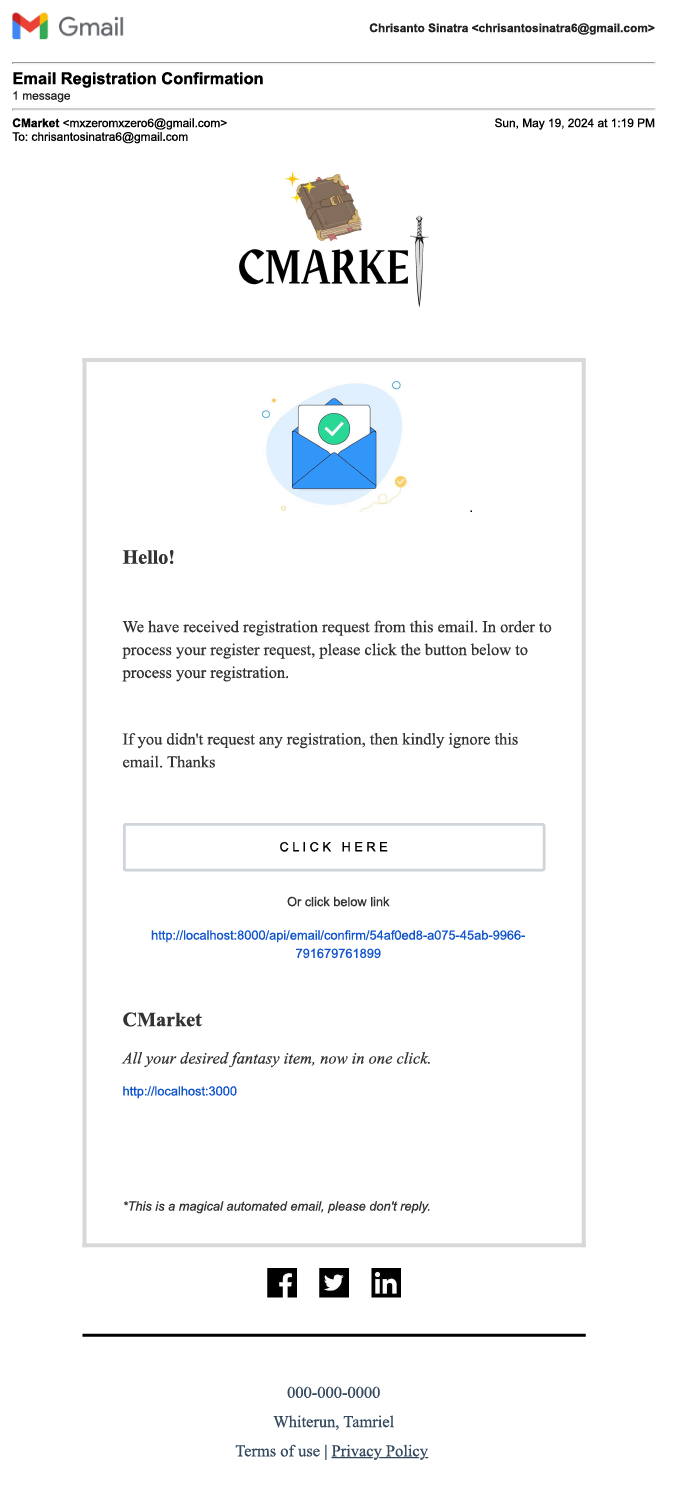 Gmail
Chrisanto Sinatra <chrisantosinatra6@gmail.com>
Email Registration Confirmation
1 message
CMarket <mxzeromxzero6@gmail.com>
Sun, May 19, 2024 at 1:19 PM
To: chrisantosinatra6@gmail.com
CMARKE
.
Hello!
We have received registration request from this email. In order to
process your register request, please click the button below to
process your registration.
If you didn't request any registration, then kindly ignore this
email. Thanks
CLICK HERE
Or click below link
http://localhost:8000/api/email/confirm/54af0ed8-a075-45ab-9966-
791679761899
CMarket
All your desired fantasy item, now in one click.
http://localhost:3000
*This is a magical automated email, please don't reply.
000-000-0000
Whiterun, Tamriel
Terms of use | Privacy Policy